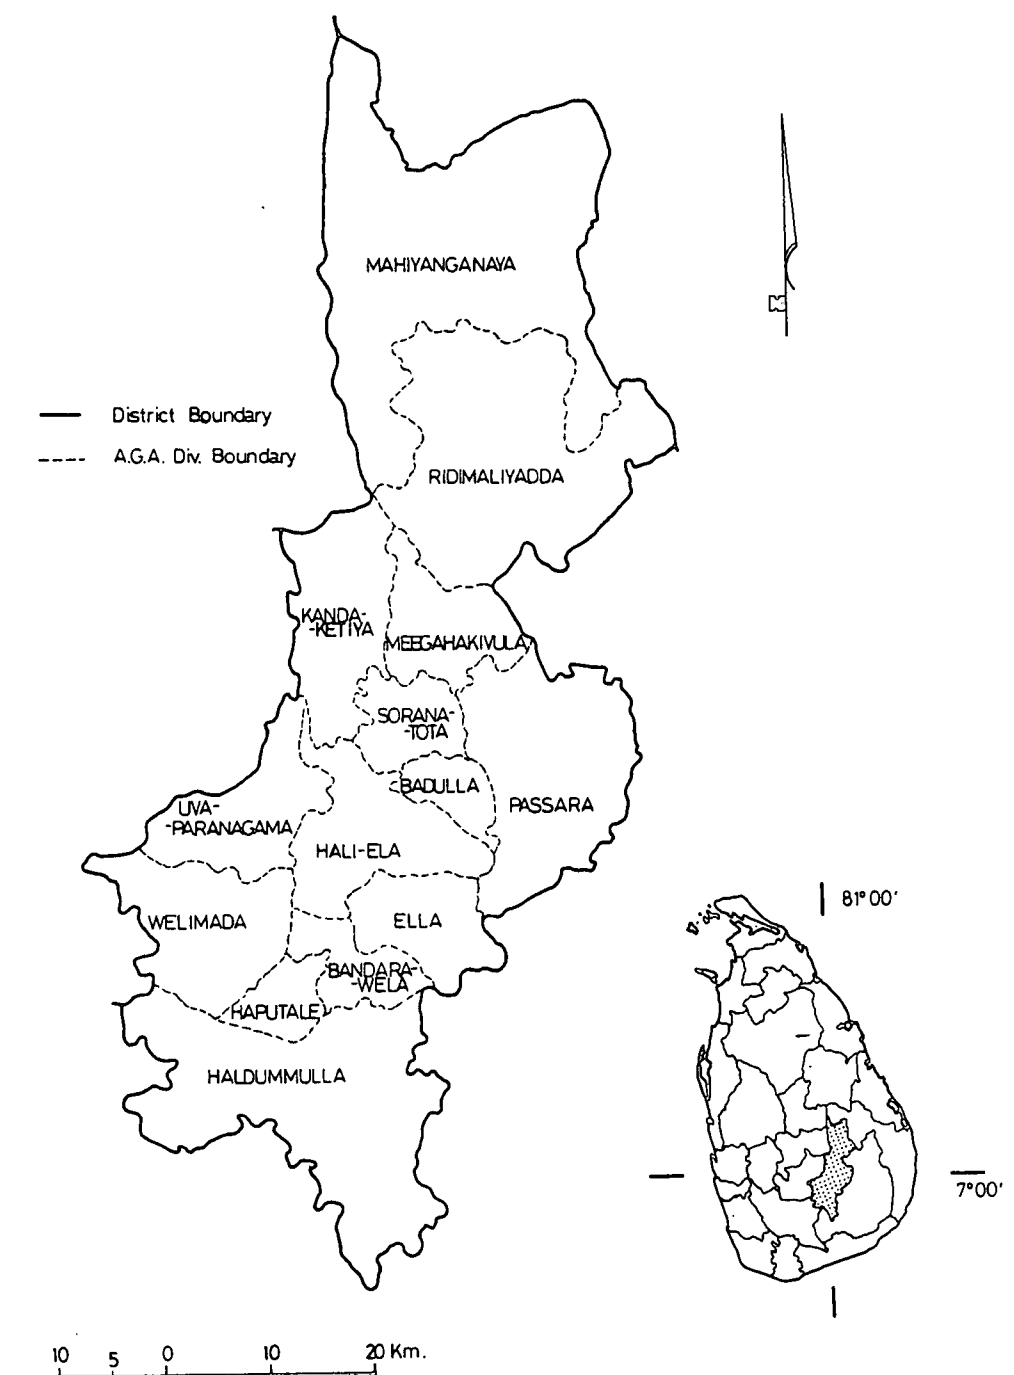 MAHIYANGANAYA
N
District Boundary
A.G.A. Div. Boundary
RIDIMALIYADDA
KANDA-
-KETIYA
MEEGAHAKIVULA
SORANA-
-TOTA
BADULLA
PASSARA
UVA-
-PARANAGAMA
HALI-ELA
WELIMADA
ELLA
BANDARA-
-WELA
HAPUTALE
HALDUMMULLA
81°00'
7°00'
10 5 0 10 20 Km.